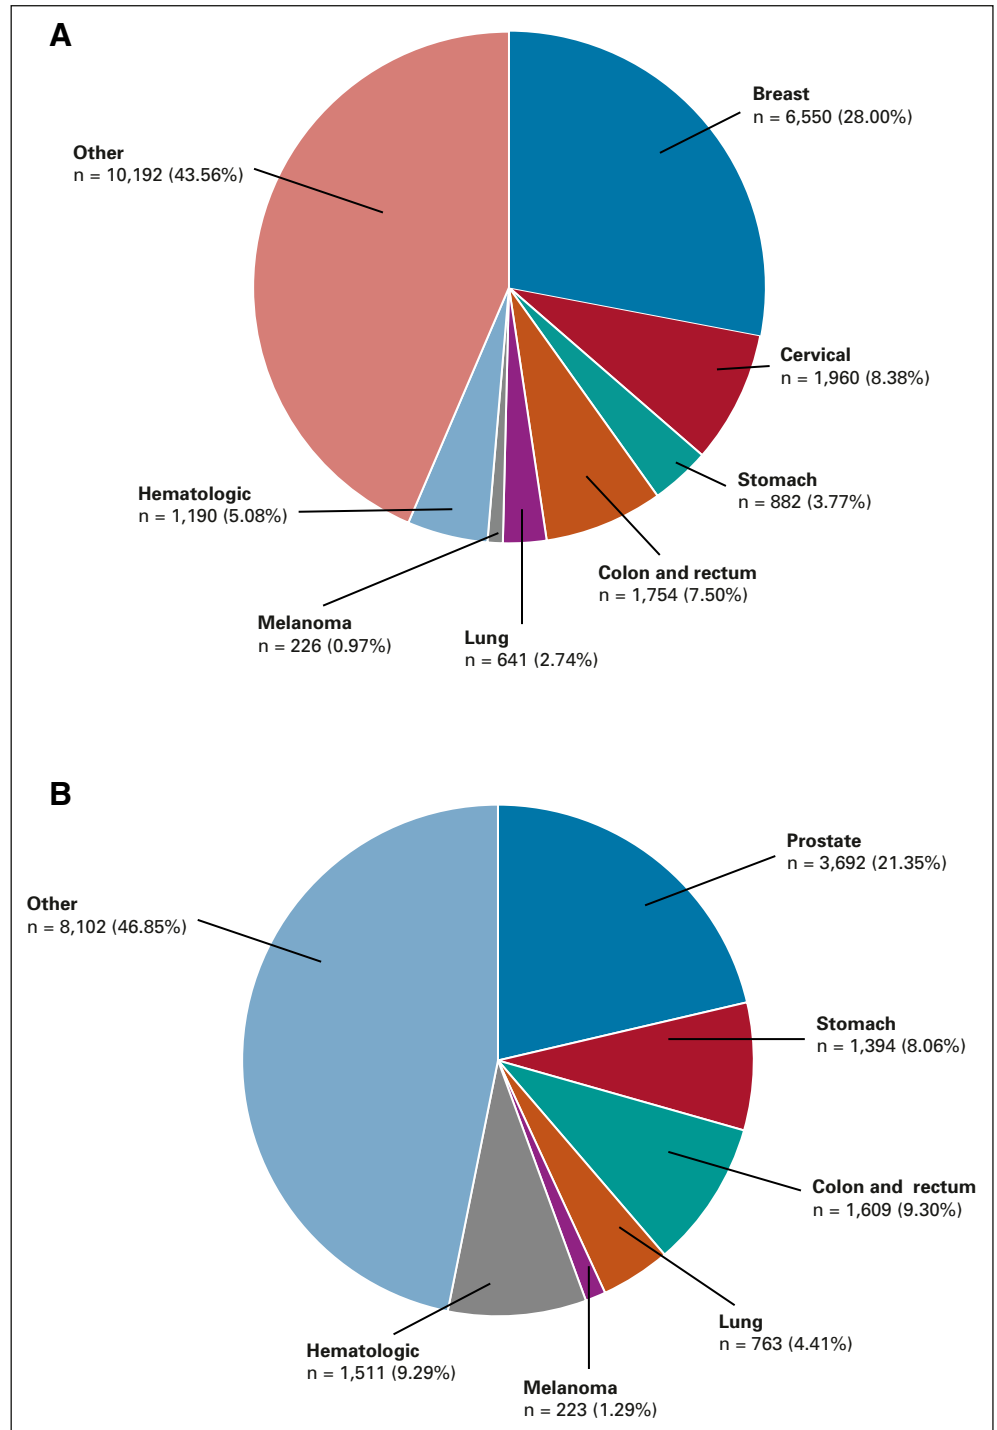 A
Breast
n = 6,550 (28.00%)
Other
n = 10,192 (43.56%)
Cervical
n = 1,960 (8.38%)
Stomach
n = 882 (3.77%)
Hematologic
n = 1,190 (5.08%)
Colon and rectum
n = 1,754 (7.50%)
Melanoma
n = 226 (0.97%)
Lung
n = 641 (2.74%)
B
Prostate
n = 3,692 (21.35%)
Other
n = 8,102 (46.85%)
Stomach
n = 1,394 (8.06%)
Colon and rectum
n = 1,609 (9.30%)
Lung
n = 763 (4.41%)
Hematologic
n = 1,511 (9.29%)
Melanoma
n = 223 (1.29%)